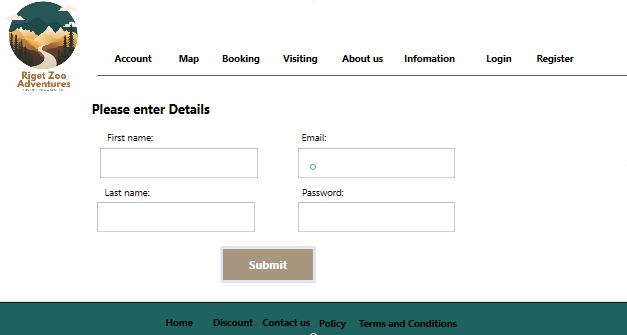 Riget Zoo
Adventures
Account Map Booking Visiting About us Infomation Login Register
Please enter Details
First name: Email:
Last name: Password:
Submit
Home Discount Contact us Policy Terms and Conditions